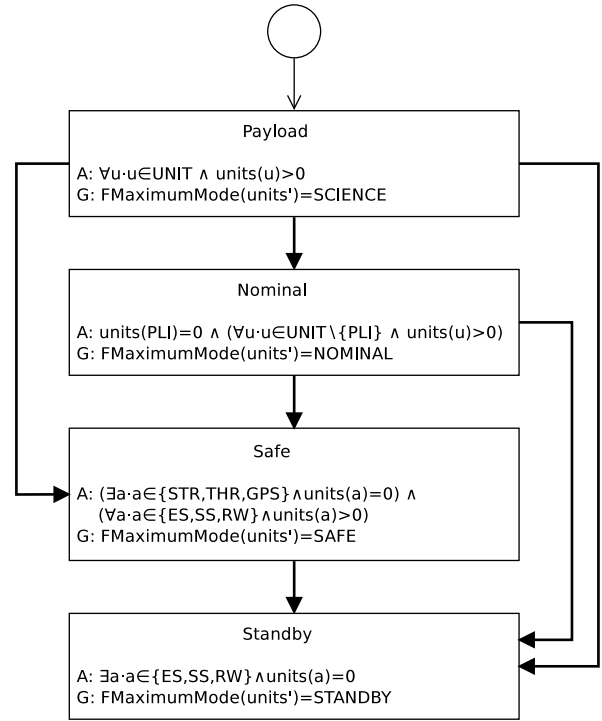 Payload
A: ∀u·u∈UNIT ∧ units(u)>0
G: FMaximumMode(units')=SCIENCE
Nominal
A: units(PLI)=0 ∧ (∀u·u∈UNIT\{PLI} ∧ units(u)>0)
G: FMaximumMode(units')=NOMINAL
Safe
A: (∃a·a∈{STR,THR,GPS}∧units(a)=0) ∧
(∀a·a∈{ES,SS,RW}∧units(a)>0)
G: FMaximumMode(units')=SAFE
Standby
A: ∃a·a∈{ES,SS,RW}∧units(a)=0
G: FMaximumMode(units')=STANDBY